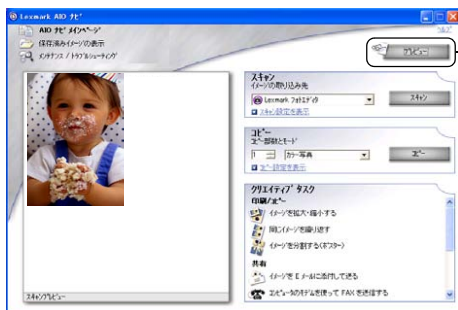 Lexmark AIO ナビ
AIO ナビ メインページ
保存済みイメージの表示
メンテナンス / トラブルシューティング
ヘルプ
プレビュー
スキャン
イメージの取り込み先
Lexmark フォトエディタ
スキャン
スキャン設定を表示
コピー
コピー部数とモード
1
カラー写真
コピー
コピー設定を表示
クリエイティブ タスク
印刷/コピー
イメージを拡大・縮小する
同じイメージを繰り返す
イメージを分割する(ポスター)
共有
イメージを E メールに添付して送る
コンピュータのモデムを使って FAX を送信する
スキャンプレビュー